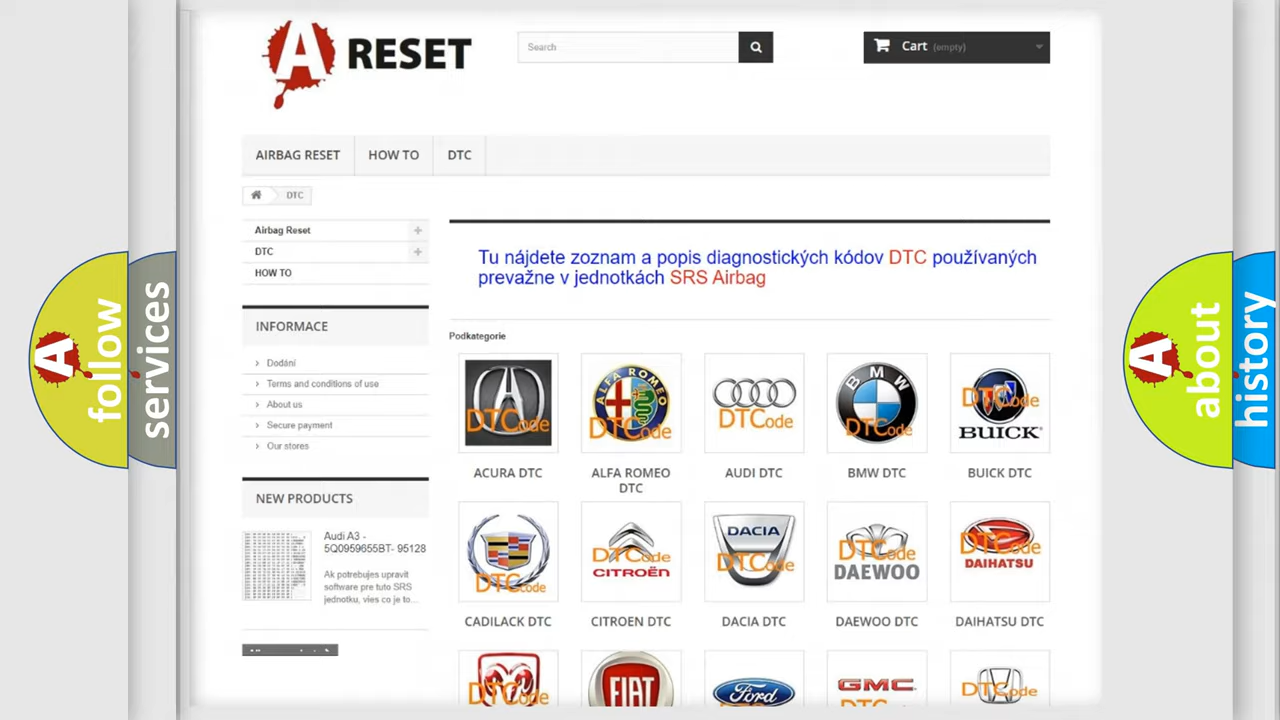 A RESET
Search
Cart (empty)
AIRBAG RESET
HOW TO
DTC
DTC
Airbag Reset
DTC
HOW TO
INFORMACE
Dodání
Terms and conditions of use
About us
Secure payment
Our stores
NEW PRODUCTS
Audi A3 -
5Q0959655BT- 95128
Ak potrebujes upravit
software pre tuto SRS
jednotku, vies co je to...
Tu nájdete zoznam a popis diagnostických kódov DTC používaných
prevažne v jednotkách SRS Airbag
Podkategorie
DTCode
ALFA ROMEO
DTCode
DTCode
BMW
DTCode
DTCode
BUICK
ACURA DTC
ALFA ROMEO
DTC
AUDI DTC
BMW DTC
BUICK DTC
DTCode
DTCode
CITROËN
DACIA
DTCode
DTCode
DAEWOO
DTCode
DAIHATSU
CADILACK DTC
CITROEN DTC
DACIA DTC
DAEWOO DTC
DAIHATSU DTC
DTCode
FIAT
Ford
GMC
DTCode
follow
services
A
about
history
A